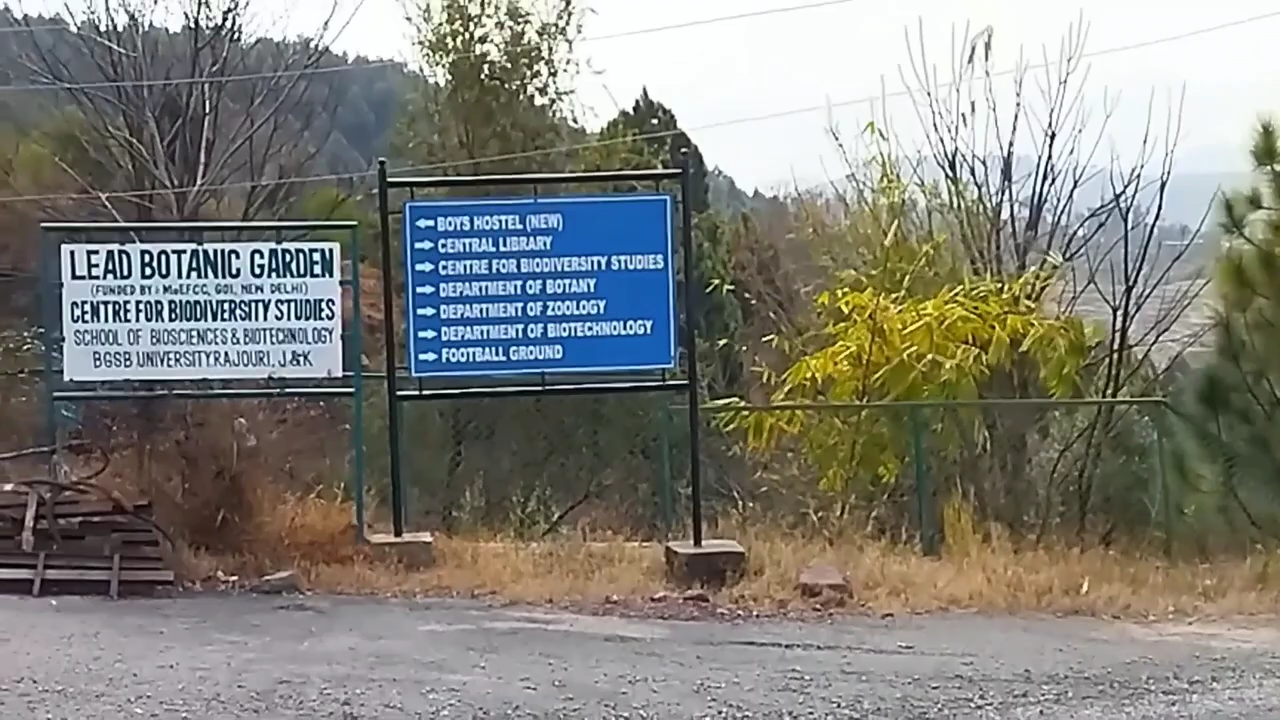 LEAD BOTANIC GARDEN
(FUNDED BY: MoEFCC, GOI, NEW DELHI)
CENTRE FOR BIODIVERSITY STUDIES
SCHOOL OF BIOSCIENCES & BIOTECHNOLOGY
BGSB UNIVERSITY RAJOURI, J&K
← BOYS HOSTEL (NEW)
→ CENTRAL LIBRARY
→ CENTRE FOR BIODIVERSITY STUDIES
→ DEPARTMENT OF BOTANY
→ DEPARTMENT OF ZOOLOGY
→ DEPARTMENT OF BIOTECHNOLOGY
→ FOOTBALL GROUND